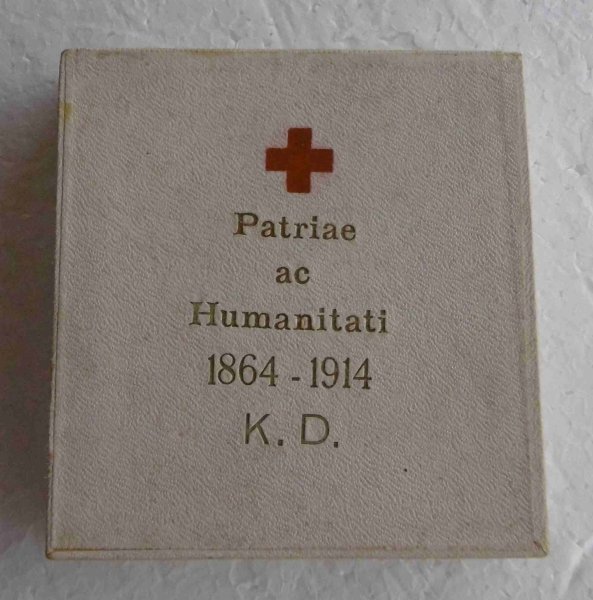 Patriae
ac
Humanitati
1864 - 1914
K. D.